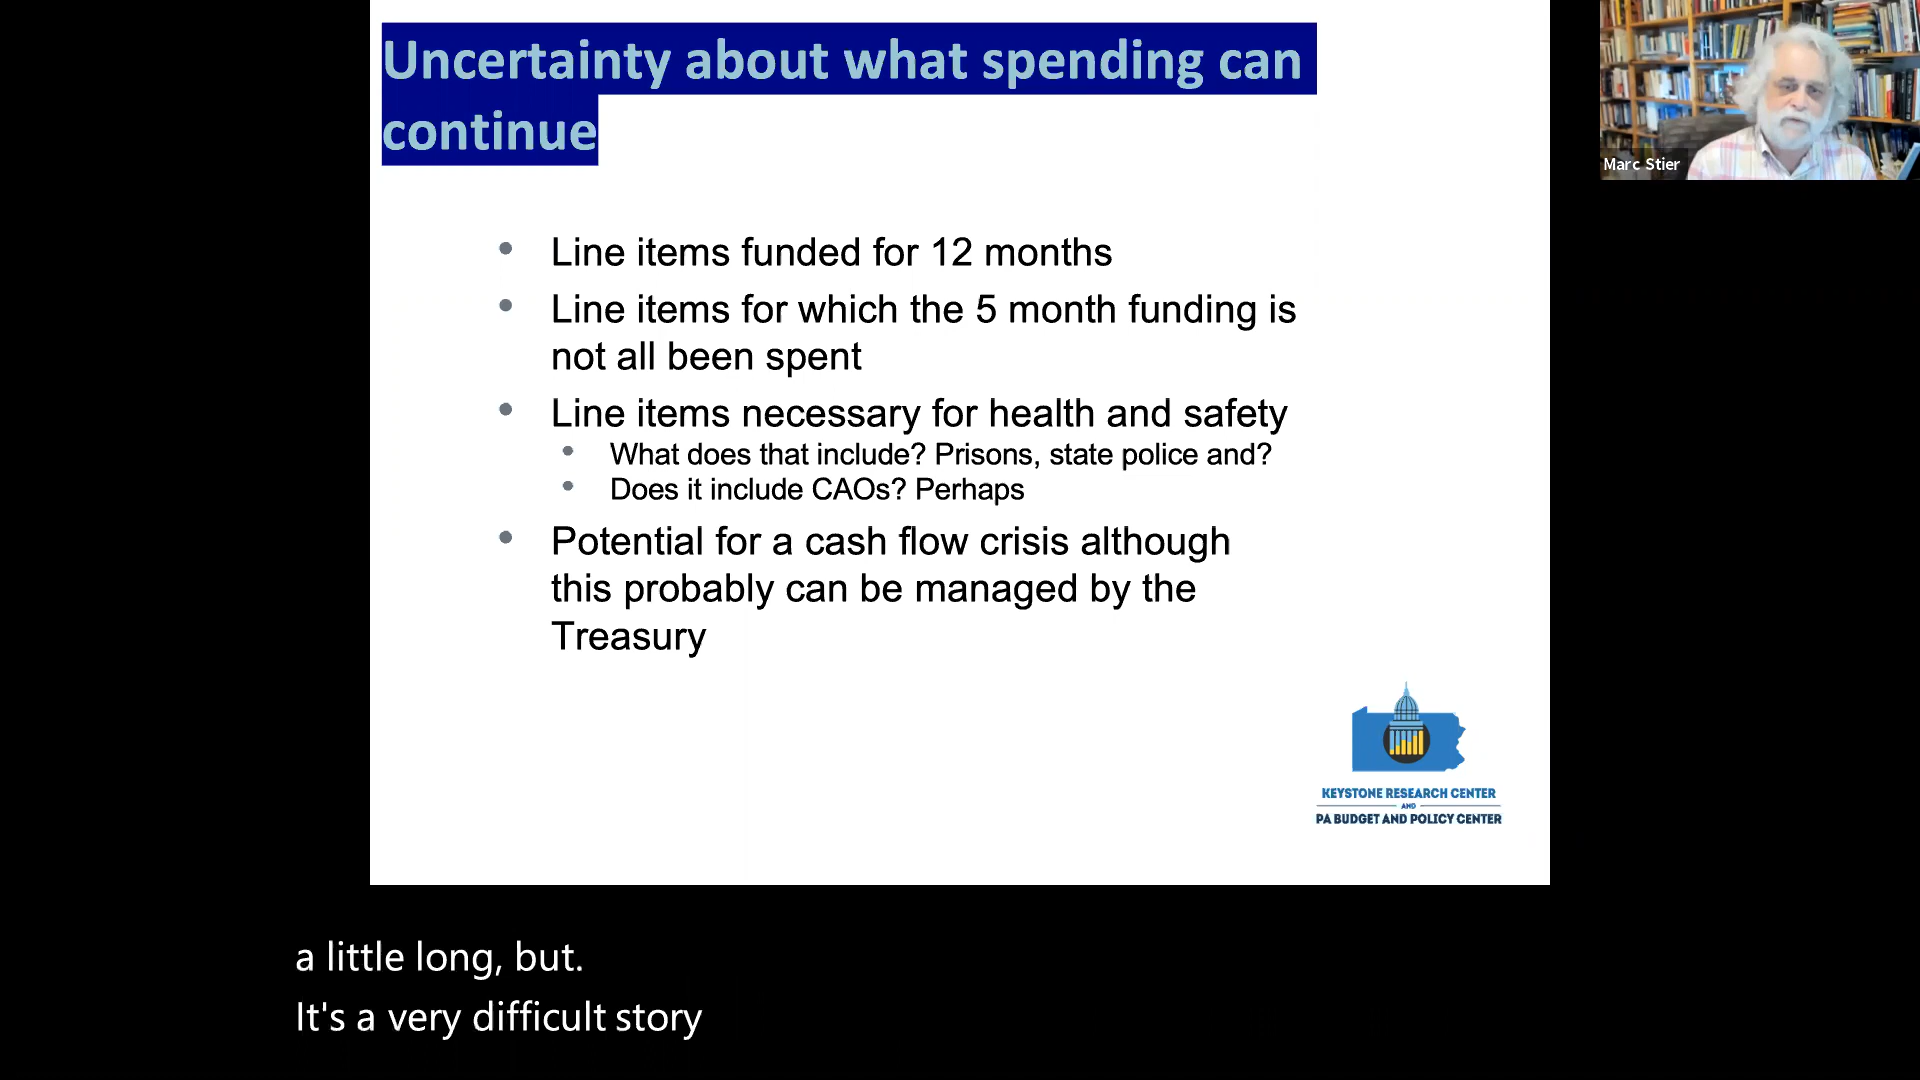 Uncertainty about what spending can
continue
Marc Stier
• Line items funded for 12 months
• Line items for which the 5 month funding is
not all been spent
• Line items necessary for health and safety
• What does that include? Prisons, state police and?
• Does it include CAOs? Perhaps
• Potential for a cash flow crisis although
this probably can be managed by the
Treasury
KEYSTONE RESEARCH CENTER
AND
PA BUDGET AND POLICY CENTER
a little long, but.
It's a very difficult story